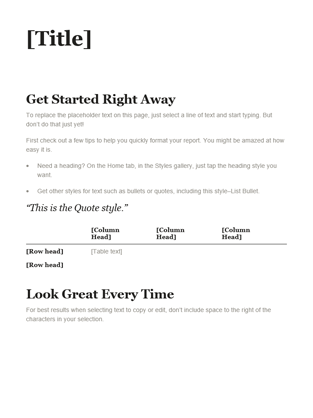 [Title]
Get Started Right Away
To replace the placeholder text on this page, just select a line of text and start typing. But
don't do that just yet!
First check out a few tips to help you quickly format your report. You might be amazed at how
easy it is.
• Need a heading? On the Home tab, in the Styles gallery, just tap the heading style you
want.
• Get other styles for text such as bullets or quotes, including this style–List Bullet.
“This is the Quote style.”
[Column [Column [Column
Head] Head] Head]
[Row head] [Table text]
[Row head]
Look Great Every Time
For best results when selecting text to copy or edit, don't include space to the right of the
characters in your selection.